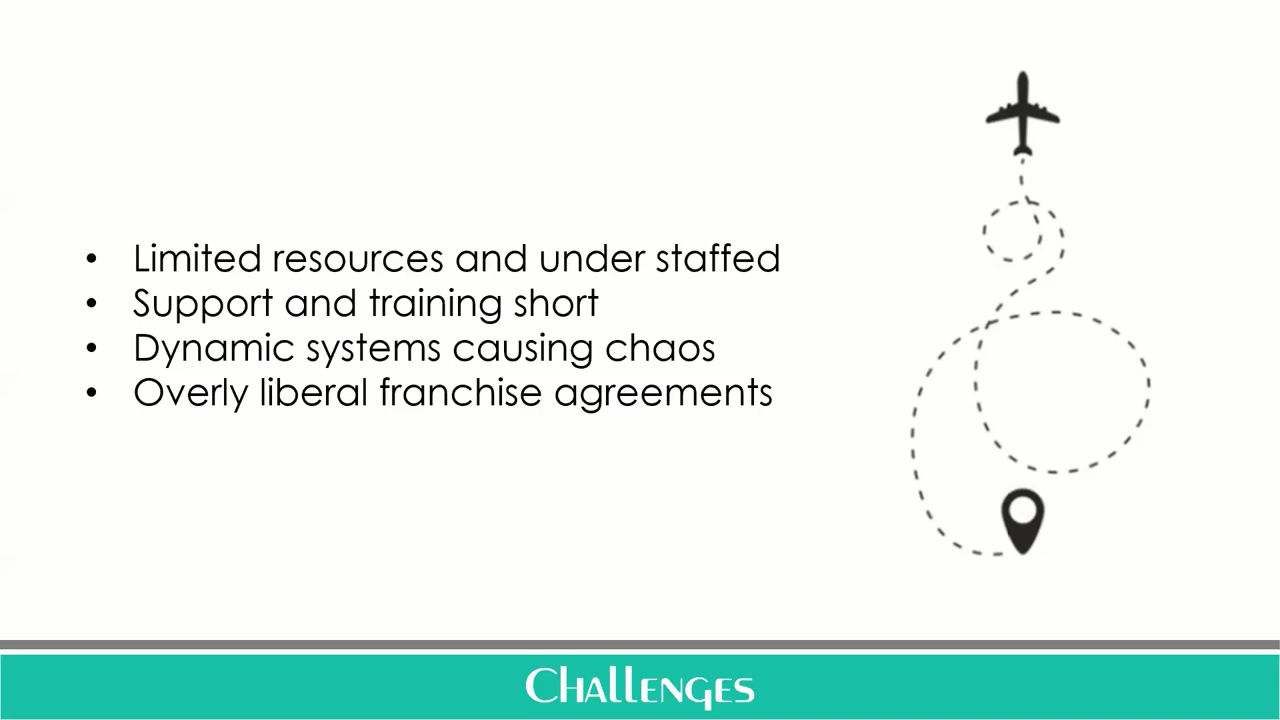 • Limited resources and under staffed
• Support and training short
• Dynamic systems causing chaos
• Overly liberal franchise agreements
Challenges